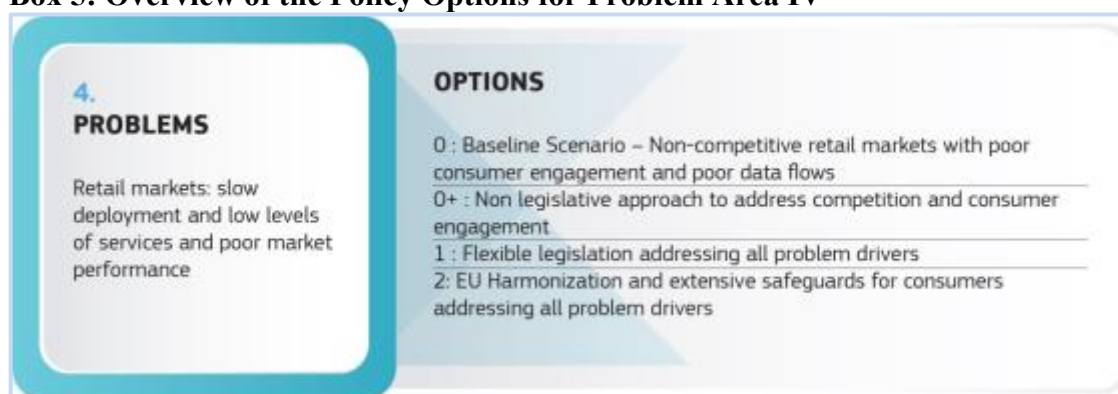 Box 5: Overview of the Policy Options for Problem Area IV
4.
PROBLEMS
Retail markets: slow
deployment and low levels
of services and poor market
performance
OPTIONS
0 : Baseline Scenario – Non-competitive retail markets with poor
consumer engagement and poor data flows
0+ : Non legislative approach to address competition and consumer
engagement
1 : Flexible legislation addressing all problem drivers
2: EU Harmonization and extensive safeguards for consumers
addressing all problem drivers